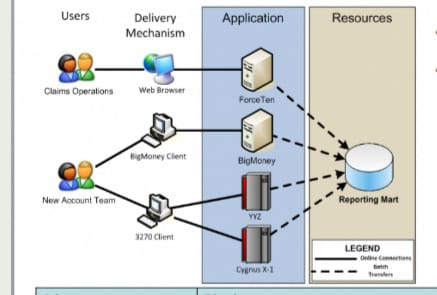 Users
Delivery
Mechanism
Application
Resources
Claims Operations
Web Browser
ForceTen
BigMoney Client
BigMoney
New Account Team
YYZ
Reporting Mart
3270 Client
Cygnus X-1
LEGEND
Online Connections
Batch
Transfers